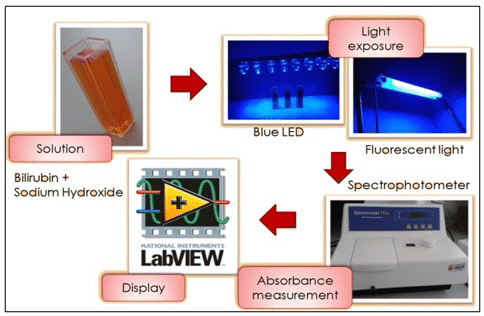 Solution
Bilirubin +
Sodium Hydroxide
Light
exposure
Blue LED
Fluorescent light
Spectrophotometer
Absorbance
measurement
NATIONAL INSTRUMENTS
LabVIEW
Display